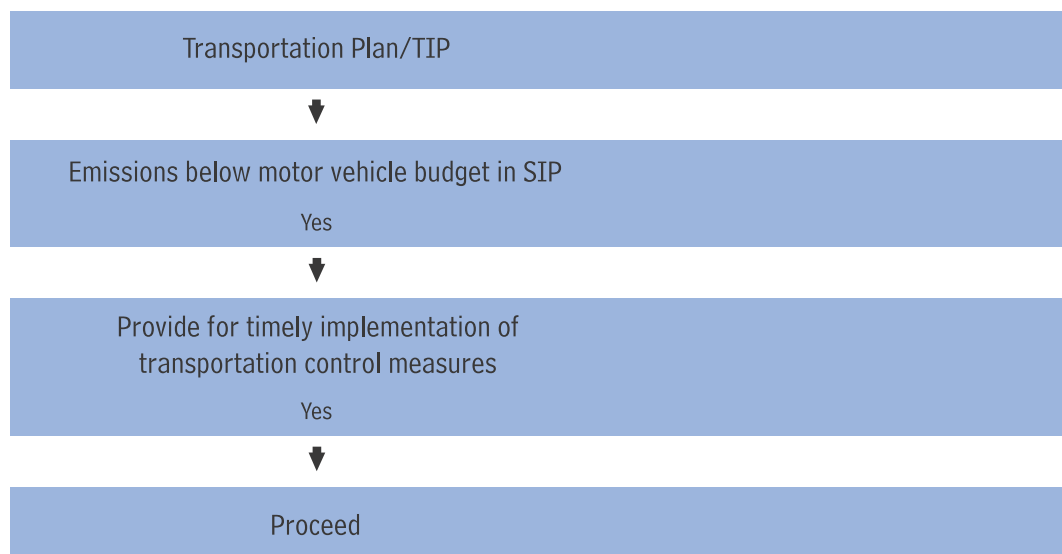 Transportation Plan/TIP
Emissions below motor vehicle budget in SIP
Yes
Provide for timely implementation of
transportation control measures
Yes
Proceed